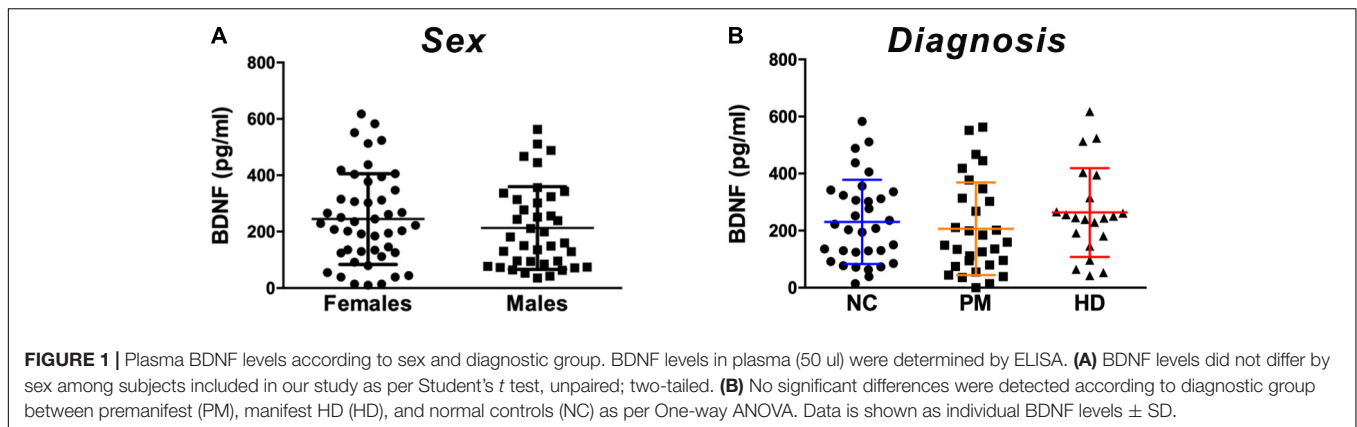 A
Sex
BDNF (pg/ml)
800
600
400
200
0
Females
Males
B
Diagnosis
BDNF (pg/ml)
800
600
400
200
0
NC
PM
HD
FIGURE 1 | Plasma BDNF levels according to sex and diagnostic group. BDNF levels in plasma (50 ul) were determined by ELISA. (A) BDNF levels did not differ by
sex among subjects included in our study as per Student's t test, unpaired; two-tailed. (B) No significant differences were detected according to diagnostic group
between premanifest (PM), manifest HD (HD), and normal controls (NC) as per One-way ANOVA. Data is shown as individual BDNF levels ± SD.